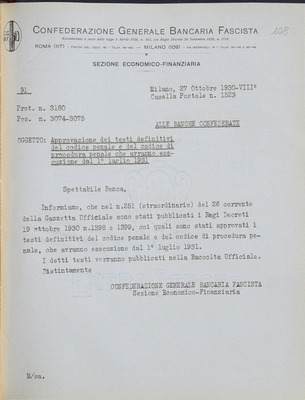 CONFEDERAZIONE GENERALE BANCARIA FASCISTA
ROMA (117) MILANO (109)
SEZIONE ECONOMICO-FINANZIARIA
108
91
Milano, 27 Ottobre 1930-VIII°
Casella Postale n. 1523
Prot. n. 3160
Pos. n. 3074-3075
ALLE BANCHE CONFEDERATE
OGGETTO: Approvazione dei testi definitivi
del codice penale e del codice di
procedura penale che avranno ese-
cusione dal 1° luglio 1931
Spettabile Banca,
Informiamo, che nel n.251 (straordinario) del 26 corrente
della Gazzetta Ufficiale sono stati pubblicati i Regi Decreti
19 ottobre 1930 n.1398 e 1399, coi quali sono stati approvati i
testi definitivi del codice penale e del codice di procedura pe-
nale, che avranno esecuzione dal 1° luglio 1931.
I detti testi verranno pubblicati nella Raccolta Ufficiale.
Distintamente
CONFEDERAZIONE GENERALE BANCARIA FASCISTA
Sezione Economico-Finanziaria